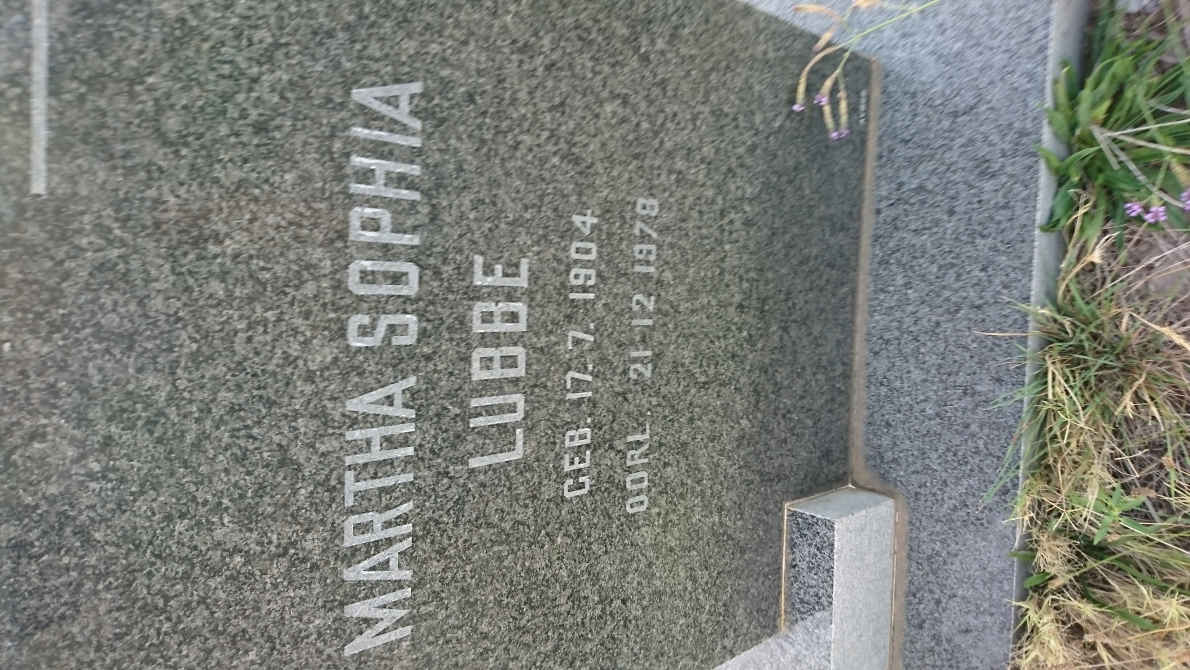 MARTHA SOPHIA
LUBBE
GEB. 17. 7. 1904
OORL. 21-12 1978